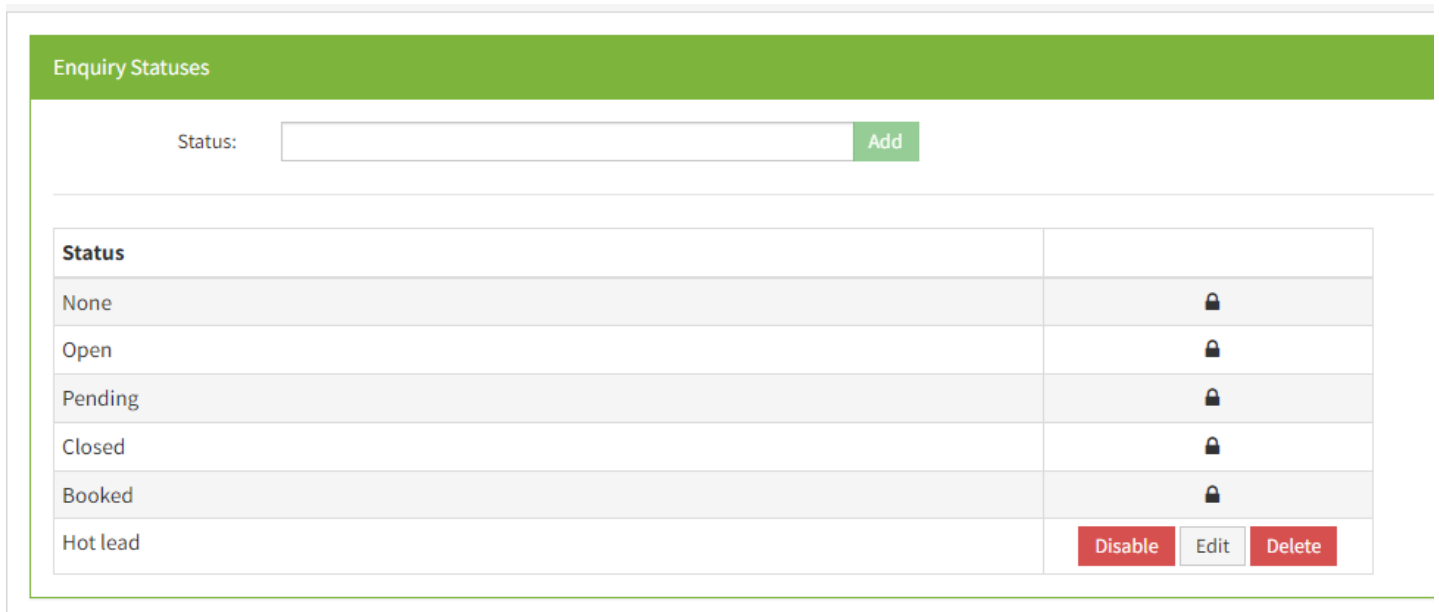 Enquiry Statuses
Status: Add
Status
None
Open
Pending
Closed
Booked
Hot lead Disable Edit Delete